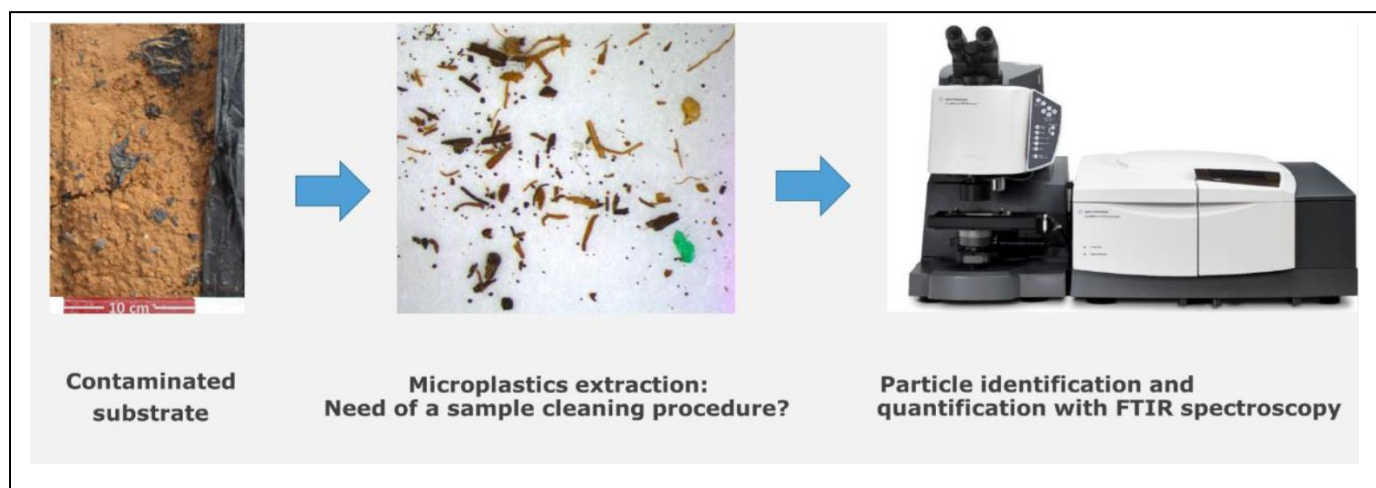 10 cm
Contaminated
substrate
Microplastics extraction:
Need of a sample cleaning procedure?
Particle identification and
quantification with FTIR spectroscopy